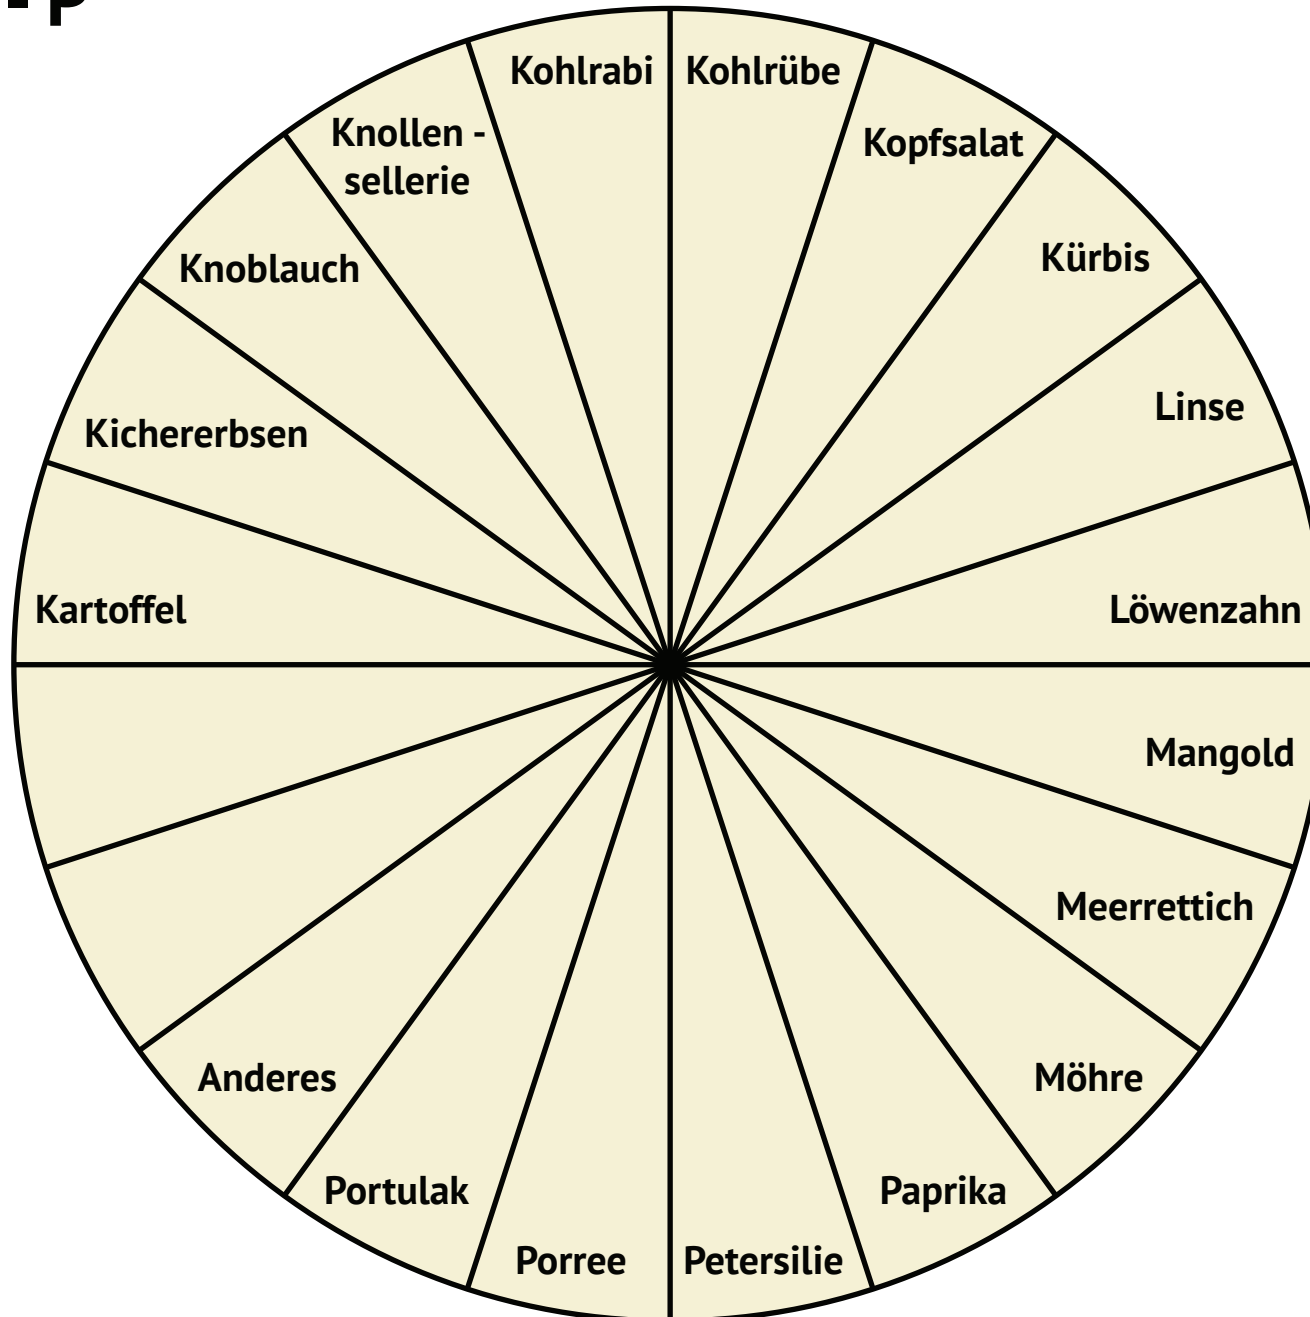 Kohlrabi
Kohlrübe
Kopfsalat
Kürbis
Linse
Löwenzahn
Mangold
Meerrettich
Möhre
Paprika
Petersilie
Porree
Portulak
Anderes
Kartoffel
Kichererbsen
Knoblauch
Knollen -
sellerie